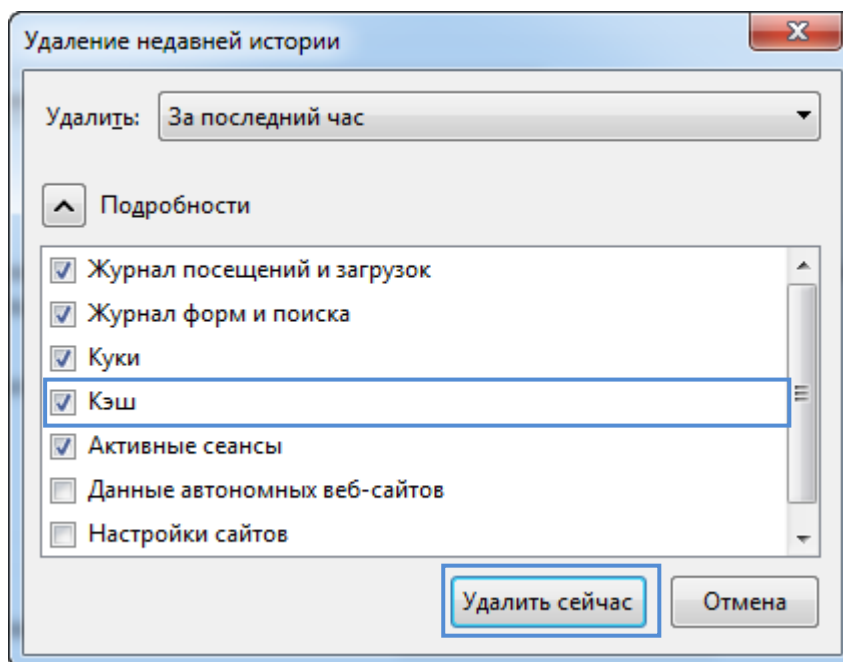 Удаление недавней истории
Удалить: За последний час
Подробности
Журнал посещений и загрузок
Журнал форм и поиска
Куки
Кэш
Активные сеансы
Данные автономных веб-сайтов
Настройки сайтов
Удалить сейчас Отмена